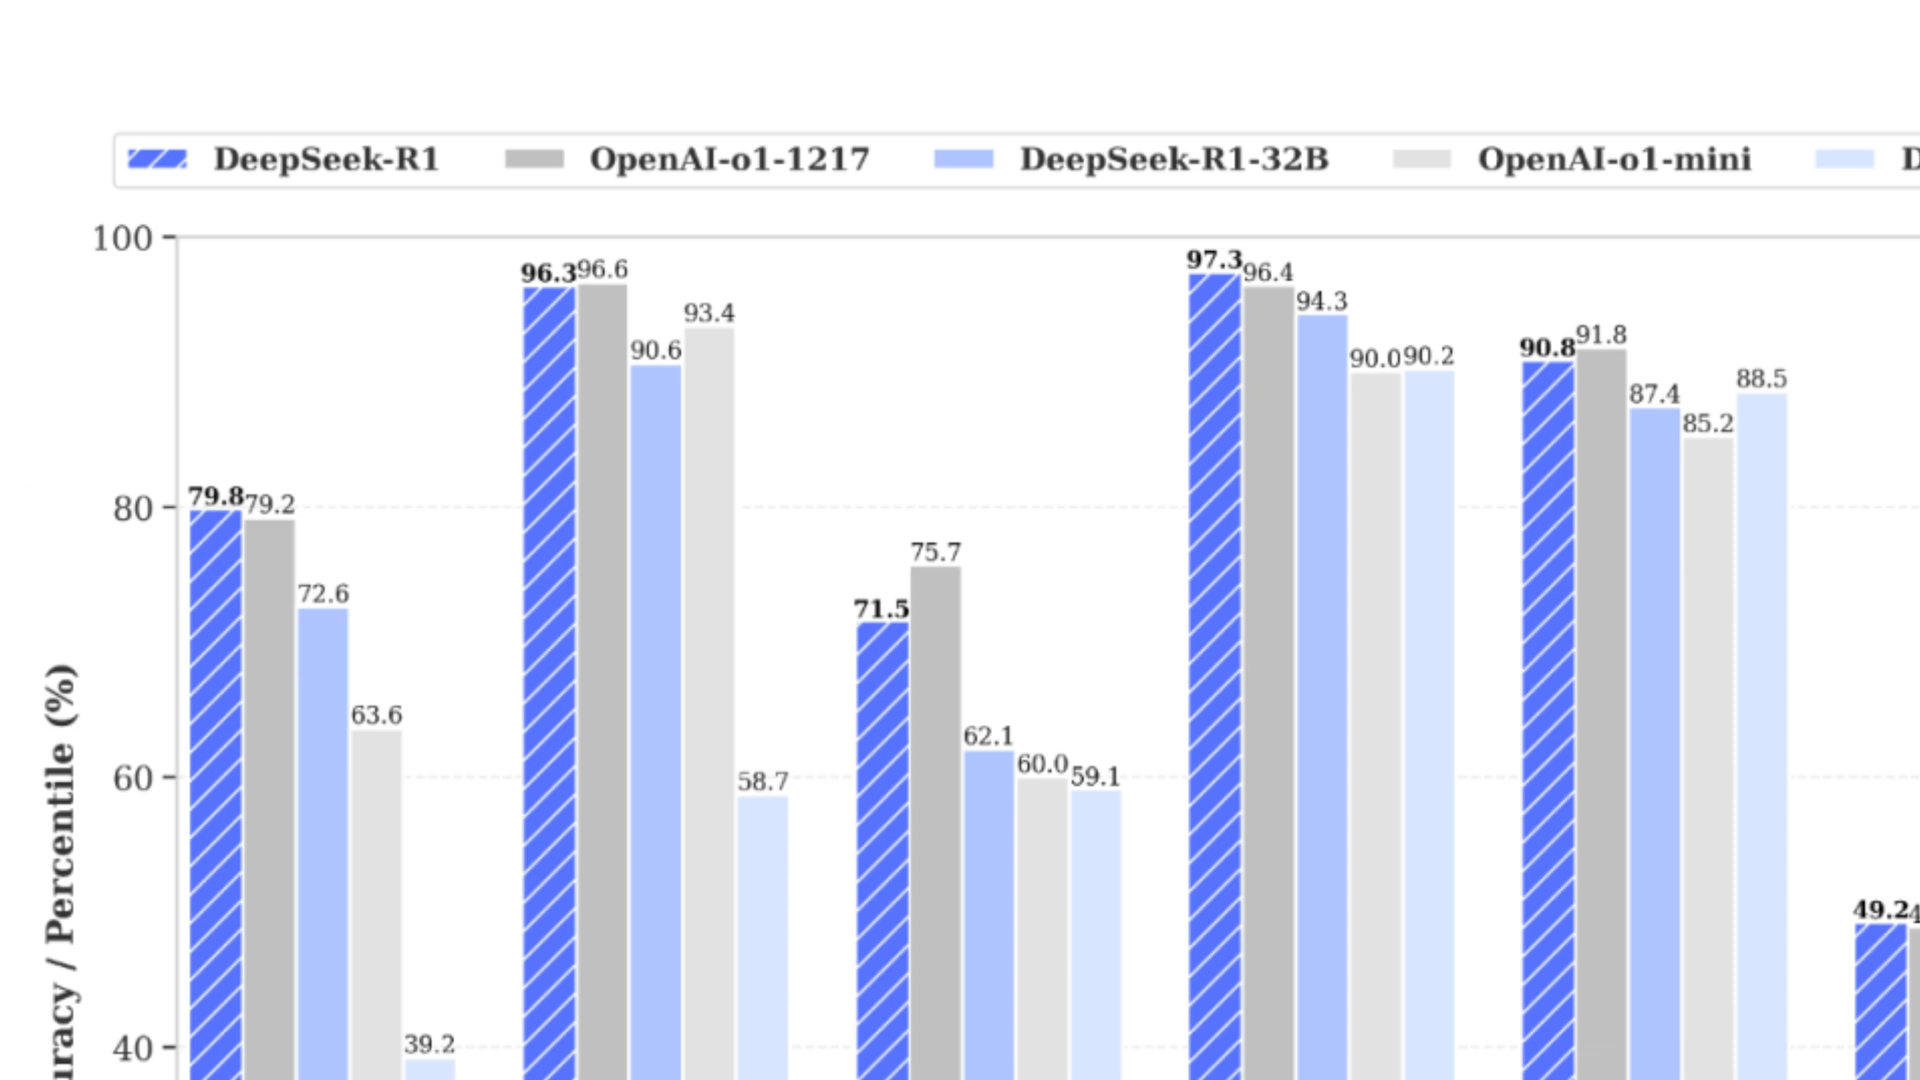 DeepSeek-R1 OpenAI-o1-1217 DeepSeek-R1-32B OpenAI-o1-mini D
100
80
60
40
uracy / Percentile (%)
79.8 79.2 72.6 63.6 39.2
96.3 96.6 90.6 93.4 58.7
71.5 75.7 62.1 60.0 59.1
97.3 96.4 94.3 90.0 90.2
90.8 91.8 87.4 85.2 88.5
49.2 4